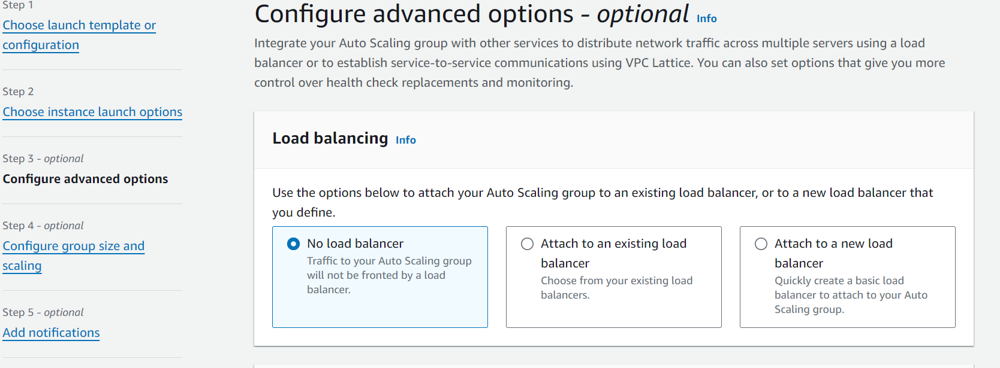 Step 1
Choose launch template or
configuration
Step 2
Choose instance launch options
Step 3 - optional
Configure advanced options
Step 4 - optional
Configure group size and
scaling
Step 5 - optional
Add notifications
Configure advanced options - optional Info
Integrate your Auto Scaling group with other services to distribute network traffic across multiple servers using a load
balancer or to establish service-to-service communications using VPC Lattice. You can also set options that give you more
control over health check replacements and monitoring.
Load balancing Info
Use the options below to attach your Auto Scaling group to an existing load balancer, or to a new load balancer that
you define.
No load balancer
Traffic to your Auto Scaling group
will not be fronted by a load
balancer.
Attach to an existing load
balancer
Choose from your existing load
balancers.
Attach to a new load
balancer
Quickly create a basic load
balancer to attach to your Auto
Scaling group.